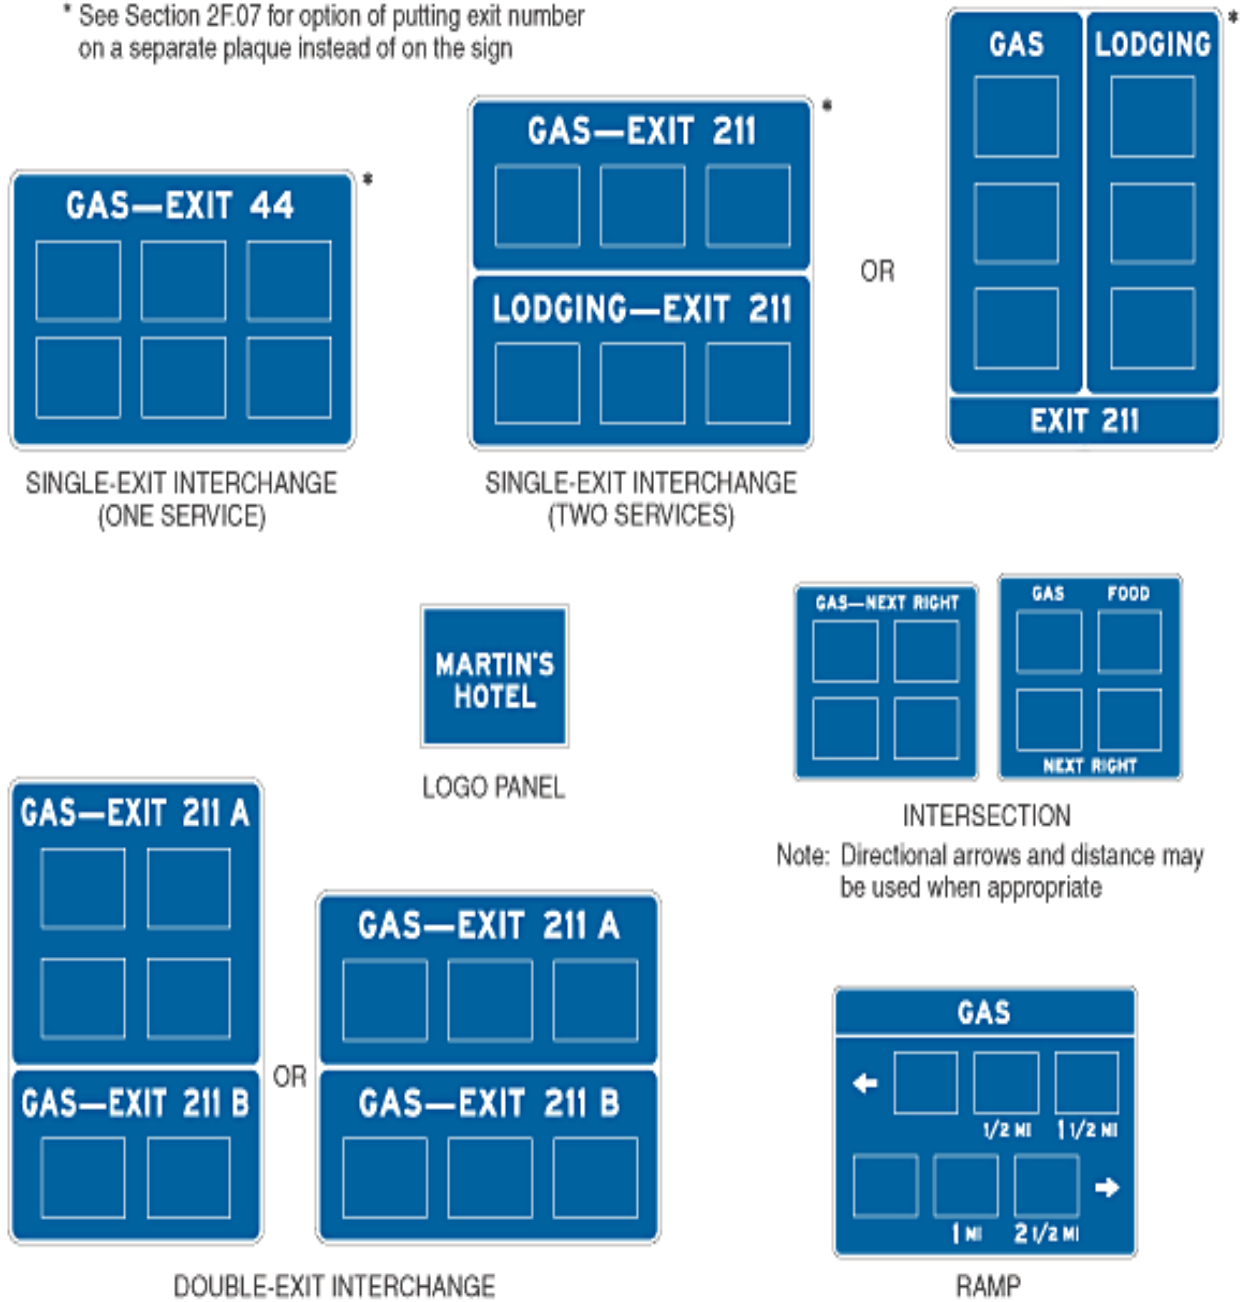 * See Section 2F.07 for option of putting exit number
on a separate plaque instead of on the sign
GAS—EXIT 44
*
SINGLE-EXIT INTERCHANGE
(ONE SERVICE)
GAS—EXIT 211
*
LODGING—EXIT 211
SINGLE-EXIT INTERCHANGE
(TWO SERVICES)
OR
GAS LODGING
*
EXIT 211
MARTIN'S
HOTEL
LOGO PANEL
GAS—NEXT RIGHT
GAS FOOD
NEXT RIGHT
INTERSECTION
Note: Directional arrows and distance may
be used when appropriate
GAS—EXIT 211 A
GAS—EXIT 211 B
OR
GAS—EXIT 211 A
GAS—EXIT 211 B
DOUBLE-EXIT INTERCHANGE
GAS
1/2 MI 1 1/2 MI
1 MI 2 1/2 MI
RAMP